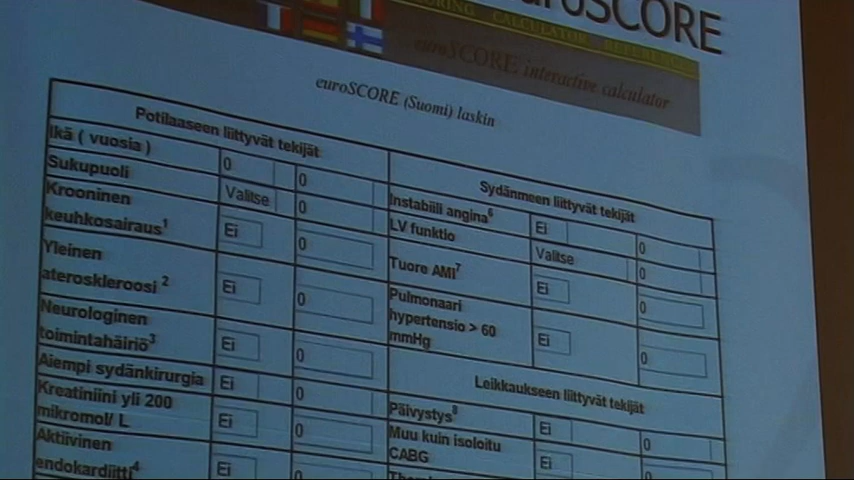 euroSCORE
SCORING CALCULATOR REFERENCES
euroSCORE interactive calculator
euroSCORE (Suomi) laskin
Potilaaseen liittyvät tekijät
Ikä ( vuosia ) 0 0
Sukupuoli Valitse 0
Krooninen
keuhkosairaus¹ Ei 0
Yleinen
ateroskleroosi ² Ei 0
Neurologinen
toimintahäiriö³ Ei 0
Aiempi sydänkirurgia Ei 0
Kreatiniini yli 200
mikromol/ L Ei 0
Aktiivinen
endokardiitti⁴ Ei 0
Sydänmeen liittyvät tekijät
Instabiili angina⁶ Ei 0
LV funktio Valitse 0
Tuore AMI⁷ Ei 0
Pulmonaari
hypertensio > 60
mmHg Ei 0
Leikkaukseen liittyvät tekijät
Päivystys⁸ Ei 0
Muu kuin isoloitu
CABG Ei 0